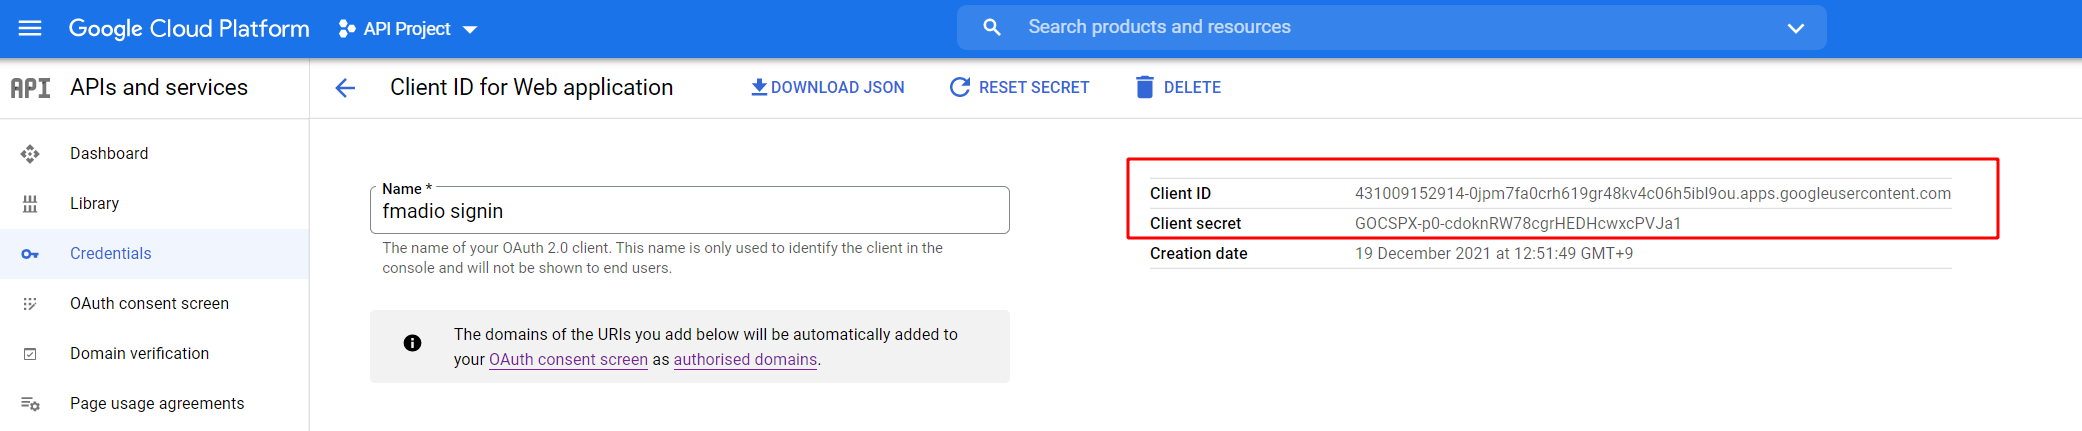 Google Cloud Platform
API Project
Search products and resources
API
APIs and services
Client ID for Web application
DOWNLOAD JSON
RESET SECRET
DELETE
Dashboard
Library
Credentials
OAuth consent screen
Domain verification
Page usage agreements
Name *
fmadio signin
The name of your OAuth 2.0 client. This name is only used to identify the client in the
console and will not be shown to end users.
The domains of the URIs you add below will be automatically added to
your OAuth consent screen as authorised domains.
Client ID 431009152914-0jpm7fa0crh619gr48kv4c06h5ibl9ou.apps.googleusercontent.com
Client secret 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
Creation date 19 December 2021 at 12:51:49 GMT+9